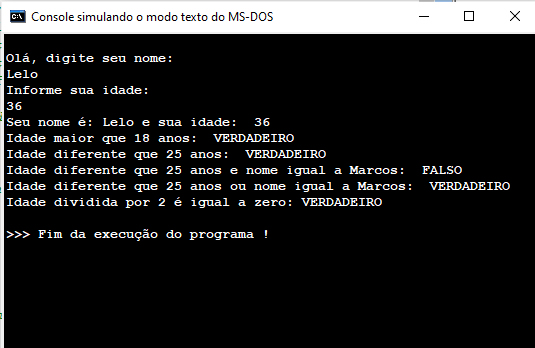 Console simulando o modo texto do MS-DOS
Olá, digite seu nome:
Lelo
Informe sua idade:
36
Seu nome é: Lelo e sua idade:  36
Idade maior que 18 anos:  VERDADEIRO
Idade diferente que 25 anos:  VERDADEIRO
Idade diferente que 25 anos e nome igual a Marcos:  FALSO
Idade diferente que 25 anos ou nome igual a Marcos:  VERDADEIRO
Idade dividida por 2 é igual a zero: VERDADEIRO
>>> Fim da execução do programa !